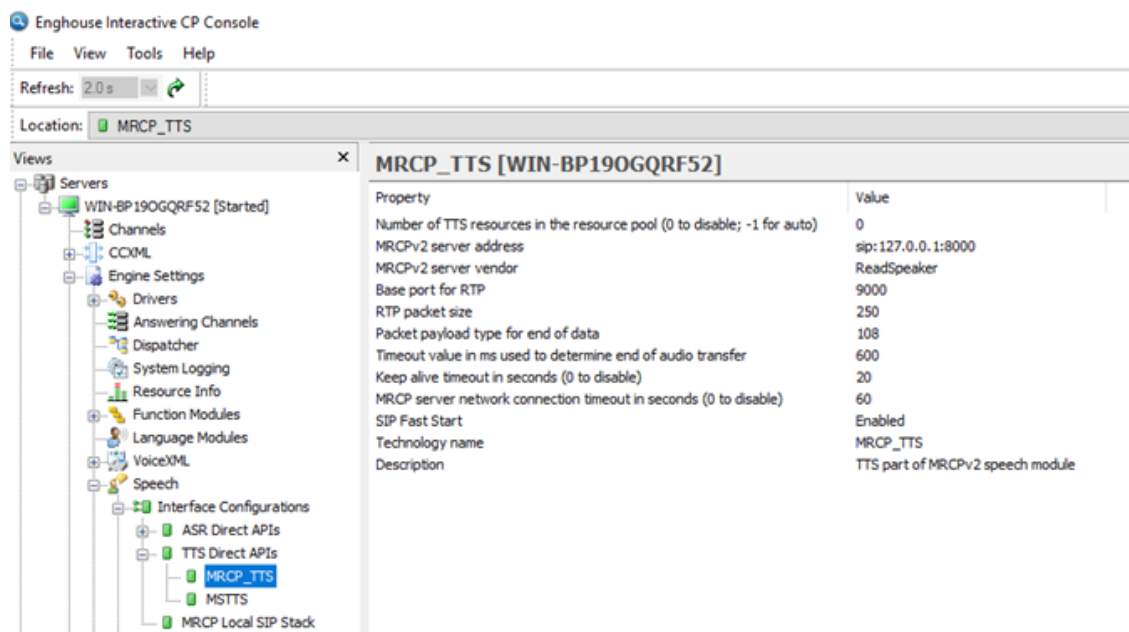 Enghouse Interactive CP Console
File View Tools Help
Refresh: 2.0 s
Location: MRCP_TTS
Views ×
Servers
WIN-BP19OGQRF52 [Started]
Channels
CCXML
Engine Settings
Drivers
Answering Channels
Dispatcher
System Logging
Resource Info
Function Modules
Language Modules
VoiceXML
Speech
Interface Configurations
ASR Direct APIs
TTS Direct APIs
MRCP_TTS
MSTTS
MRCP Local SIP Stack
MRCP_TTS [WIN-BP19OGQRF52]
Property Value
Number of TTS resources in the resource pool (0 to disable; -1 for auto) 0
MRCPv2 server address sip:127.0.0.1:8000
MRCPv2 server vendor ReadSpeaker
Base port for RTP 9000
RTP packet size 250
Packet payload type for end of data 108
Timeout value in ms used to determine end of audio transfer 600
Keep alive timeout in seconds (0 to disable) 20
MRCP server network connection timeout in seconds (0 to disable) 60
SIP Fast Start Enabled
Technology name MRCP_TTS
Description TTS part of MRCPv2 speech module